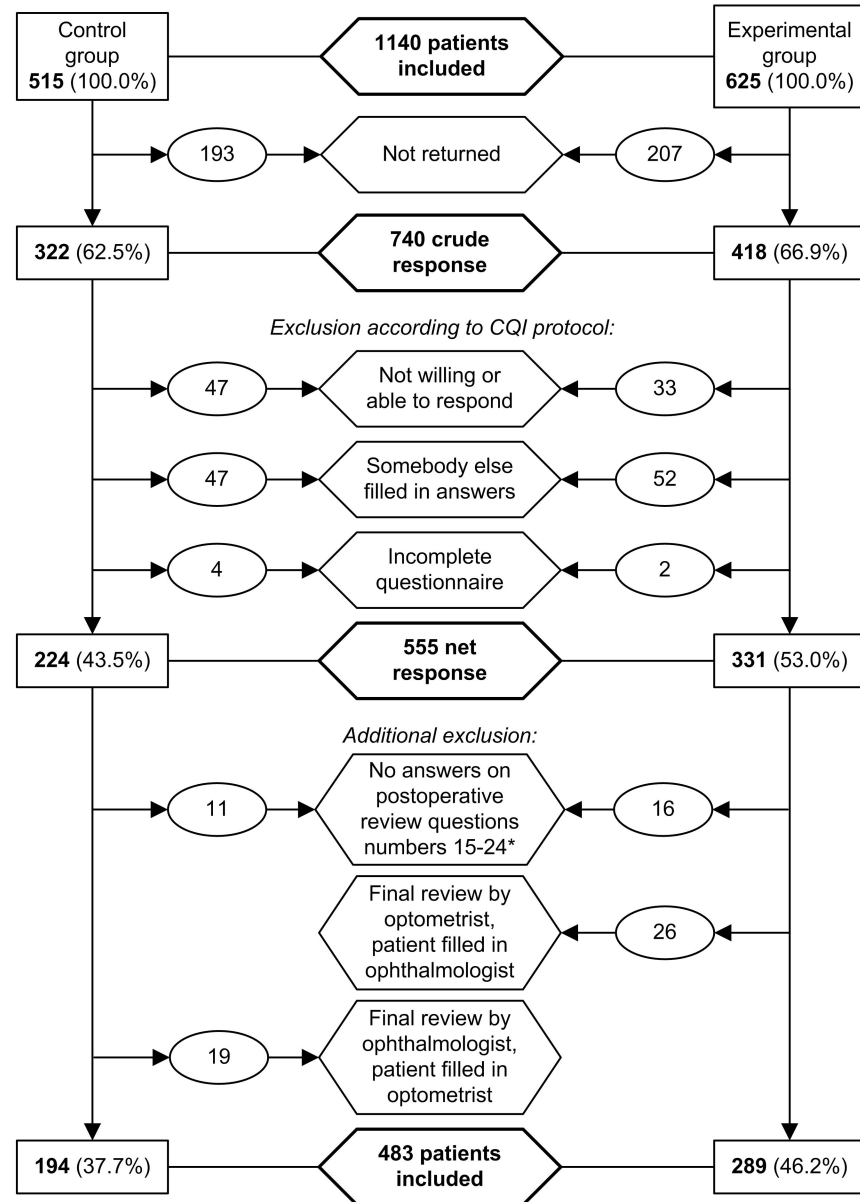 Control
group
515 (100.0%)
1140 patients
included
Experimental
group
625 (100.0%)
193
Not returned
207
322 (62.5%)
740 crude
response
418 (66.9%)
Exclusion according to CQI protocol:
47
Not willing or
able to respond
33
47
Somebody else
filled in answers
52
4
Incomplete
questionnaire
2
224 (43.5%)
555 net
response
331 (53.0%)
Additional exclusion:
11
No answers on
postoperative
review questions
numbers 15-24*
16
Final review by
optometrist,
patient filled in
ophthalmologist
26
19
Final review by
ophthalmologist,
patient filled in
optometrist
194 (37.7%)
483 patients
included
289 (46.2%)